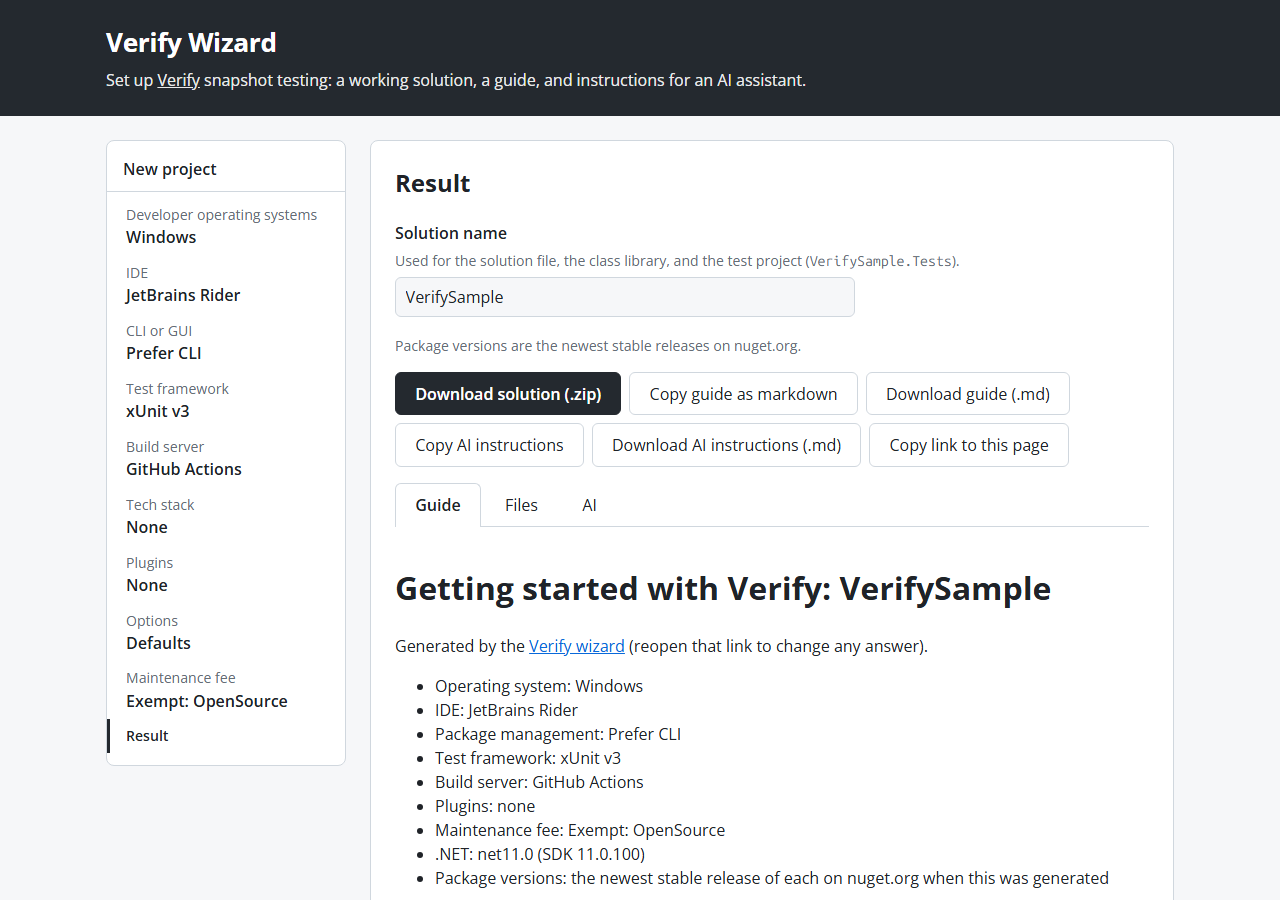 Verify Wizard
Set up Verify snapshot testing: a working solution, a guide, and instructions for an AI assistant.
New project
Developer operating systems
Windows
IDE
JetBrains Rider
CLI or GUI
Prefer CLI
Test framework
xUnit v3
Build server
GitHub Actions
Tech stack
None
Plugins
None
Options
Defaults
Maintenance fee
Exempt: OpenSource
Result
Result
Solution name
Used for the solution file, the class library, and the test project (VerifySample.Tests).
VerifySample
Package versions are the newest stable releases on nuget.org.
Download solution (.zip)
Copy guide as markdown
Download guide (.md)
Copy AI instructions
Download AI instructions (.md)
Copy link to this page
Guide
Files
AI
Getting started with Verify: VerifySample
Generated by the Verify wizard (reopen that link to change any answer).
Operating system: Windows
IDE: JetBrains Rider
Package management: Prefer CLI
Test framework: xUnit v3
Build server: GitHub Actions
Plugins: none
Maintenance fee: Exempt: OpenSource
.NET: net11.0 (SDK 11.0.100)
Package versions: the newest stable release of each on nuget.org when this was generated